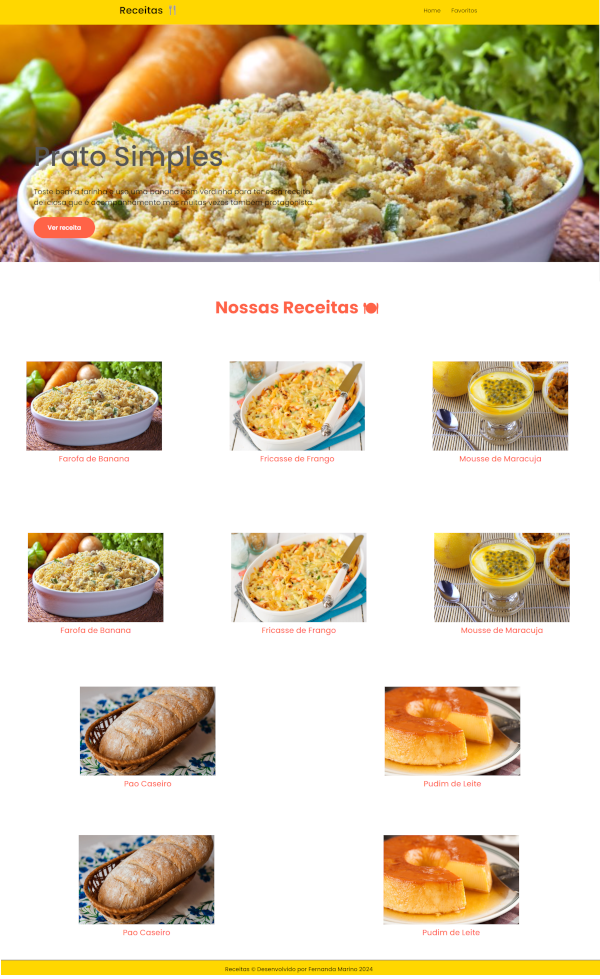 Receitas
Home Favoritos
Prato Simples
Toste bem a farinha e use uma banana bem verdinha para ter essa receita
deliciosa que é acompanhamento mas muitas vezes também protagonista.
Ver receita
Nossas Receitas
Farofa de Banana Fricasse de Frango Mousse de Maracuja
Farofa de Banana Fricasse de Frango Mousse de Maracuja
Pao Caseiro Pudim de Leite
Pao Caseiro Pudim de Leite
Receitas © Desenvolvido por Fernanda Marino 2024